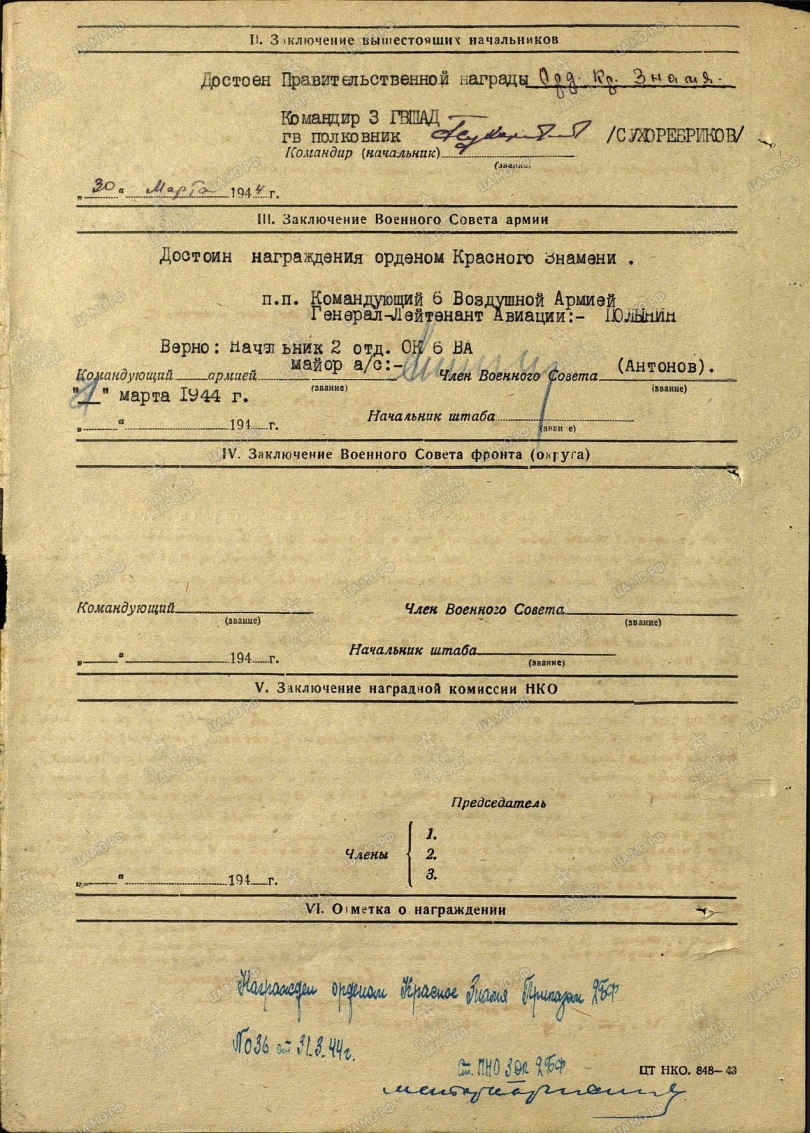 II. Заключение вышестоящих начальников
Достоен Правительственной награды Орд. Кр. Знамя.
Командир 3 ГВШАД
гв полковник /СУХОРЕБРИКОВ/
Командир (начальник)
(звание)
„30“ Марта 1944 г.
III. Заключение Военного Совета армии
Достоин награждения орденом Красного Знамени .
п.п. Командующий 6 Воздушной Армией
Генерал-Лейтенант Авиации:- ПОЛЫНИН
Верно: Начальник 2 отд. ОК 6 ВА
майор а/с:- (Антонов).
Командующий армией Член Военного Совета
(звание) (звание)
" " марта 1944 г.
Начальник штаба
„ “ 194 г.
(звание)
IV. Заключение Военного Совета фронта (округа)
Командующий Член Военного Совета
(звание) (звание)
„ “ 194 г. Начальник штаба
(звание)
V. Заключение наградной комиссии НКО
Председатель
Члены
1.
2.
3.
„ “ 194 г.
VI. Отметка о награждении
Награжден орденом Красное Знамя Приказом 2БФ
№036 от 31.3.44г.
Ст. ПНО 3 ОК 2БФ
ЦТ НКО. 848—43
ЦАМО.РФ